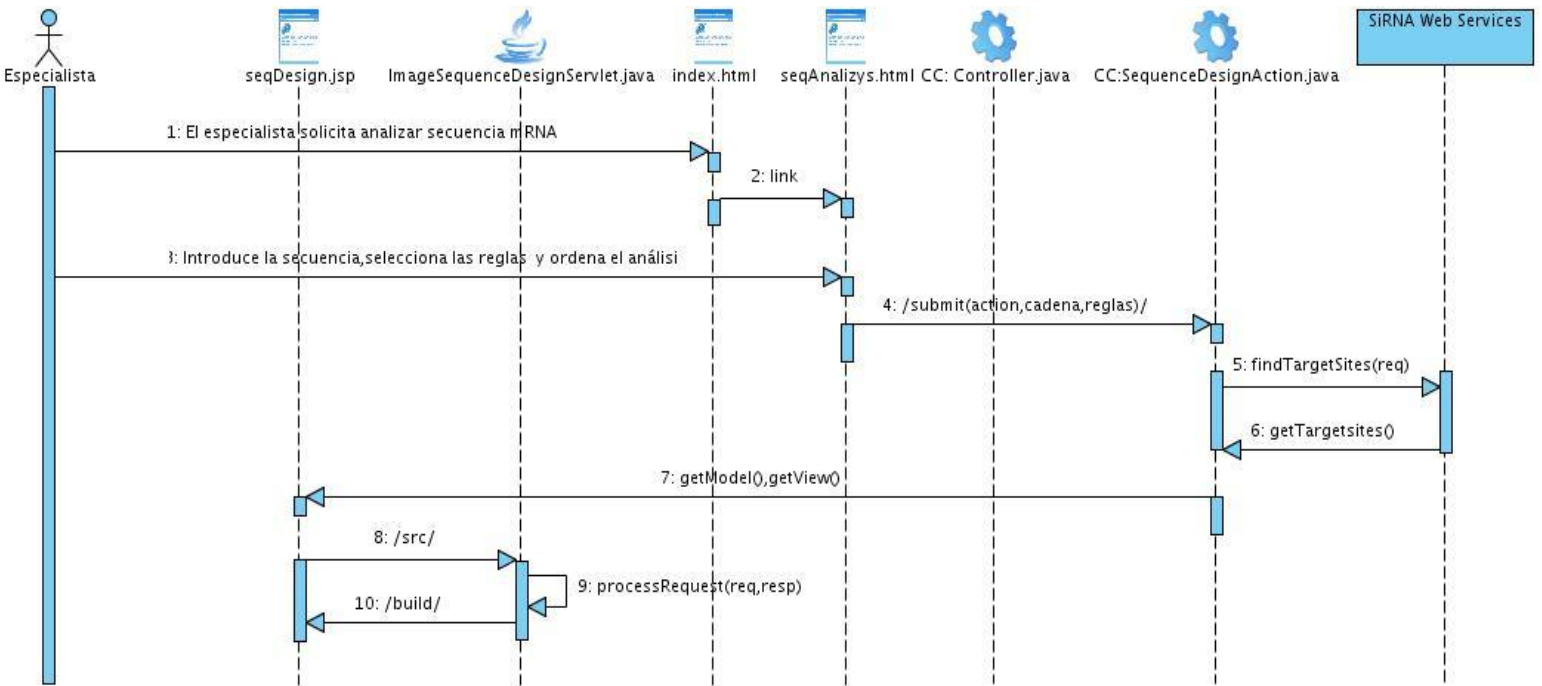 SiRNA Web Services
Especialista
seqDesign.jsp
ImageSequenceDesignServlet.java
index.html
seqAnalizys.html
CC: Controller.java
CC:SequenceDesignAction.java
1: El especialista solicita analizar secuencia mRNA
2: link
3: Introduce la secuencia,selecciona las reglas y ordena el análisi
4: /submit(action,cadena,reglas)/
5: findTargetSites(req)
6: getTargetsites()
7: getModel(),getView()
8: /src/
9: processRequest(req,resp)
10: /build/